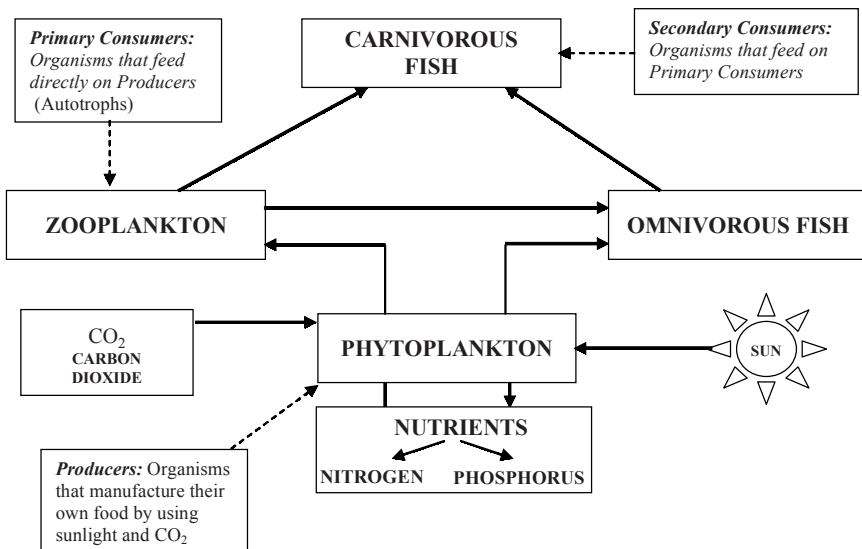 Primary Consumers:
Organisms that feed
directly on Producers
(Autotrophs)
CARNIVOROUS
FISH
Secondary Consumers:
Organisms that feed on
Primary Consumers
ZOOPLANKTON
OMNIVOROUS FISH
CO₂
CARBON
DIOXIDE
PHYTOPLANKTON
SUN
NUTRIENTS
NITROGEN
PHOSPHORUS
Producers: Organisms
that manufacture their
own food by using
sunlight and CO₂